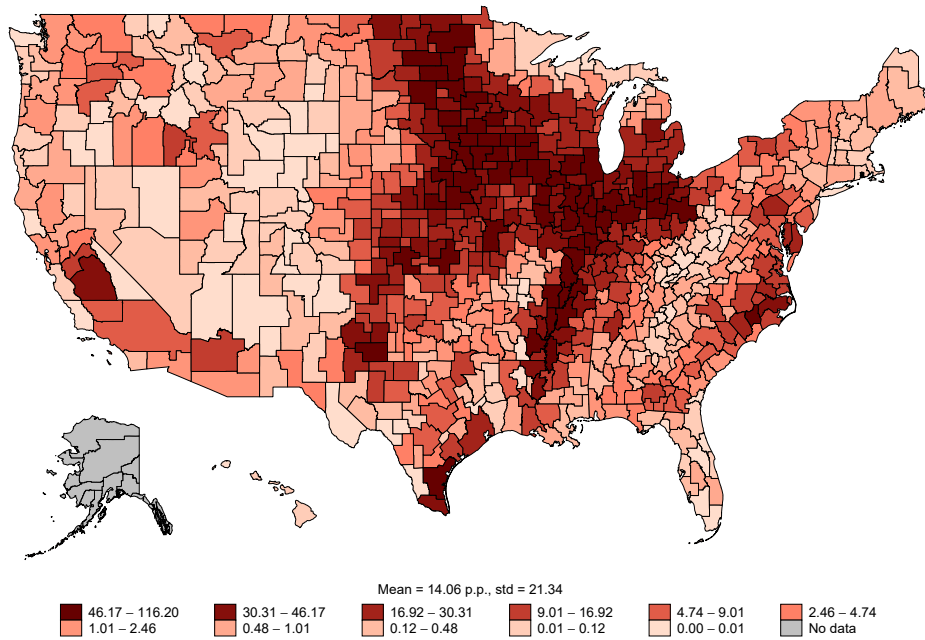 Mean = 14.06 p.p., std = 21.34
46.17 – 116.20 30.31 – 46.17 16.92 – 30.31 9.01 – 16.92 4.74 – 9.01 2.46 – 4.74
1.01 – 2.46 0.48 – 1.01 0.12 – 0.48 0.01 – 0.12 0.00 – 0.01 No data